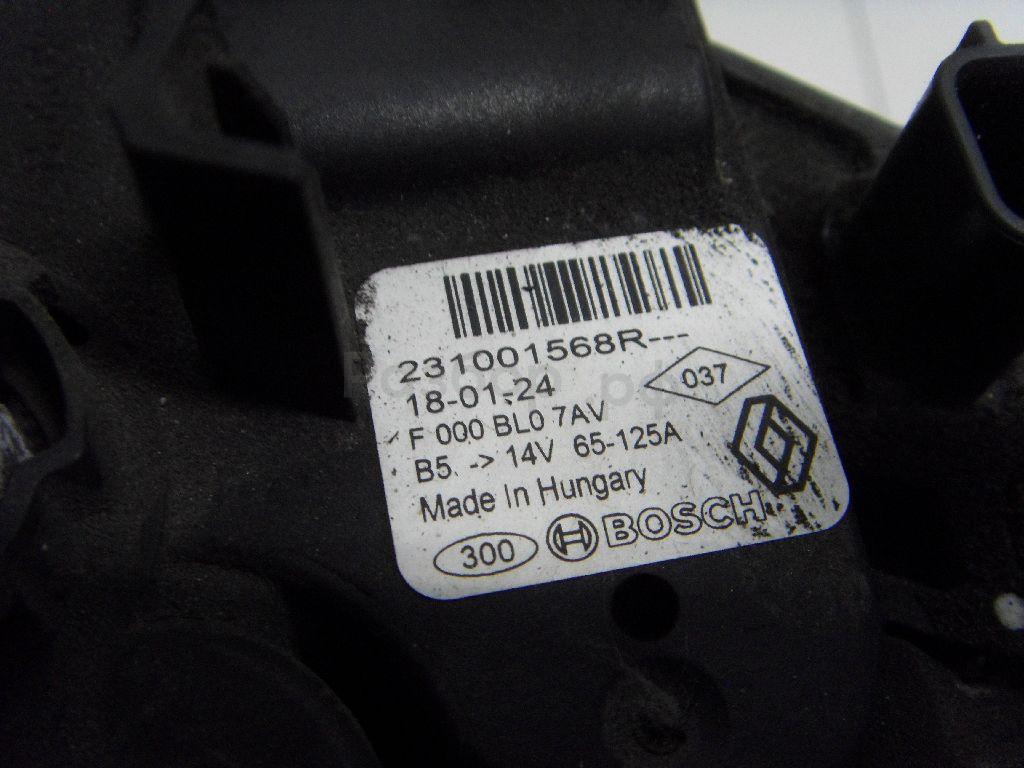 231001568R---
18-01-24
037
F 000 BL0 7AV
B5 -> 14V 65-125A
Made In Hungary
300 BOSCH